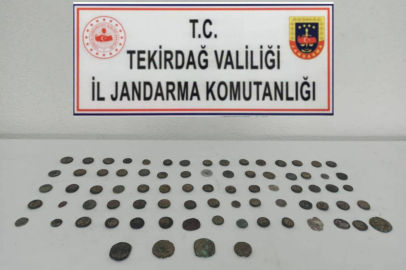 T.C.
TEKİRDAĞ VALİLİĞİ
İL JANDARMA KOMUTANLIĞI